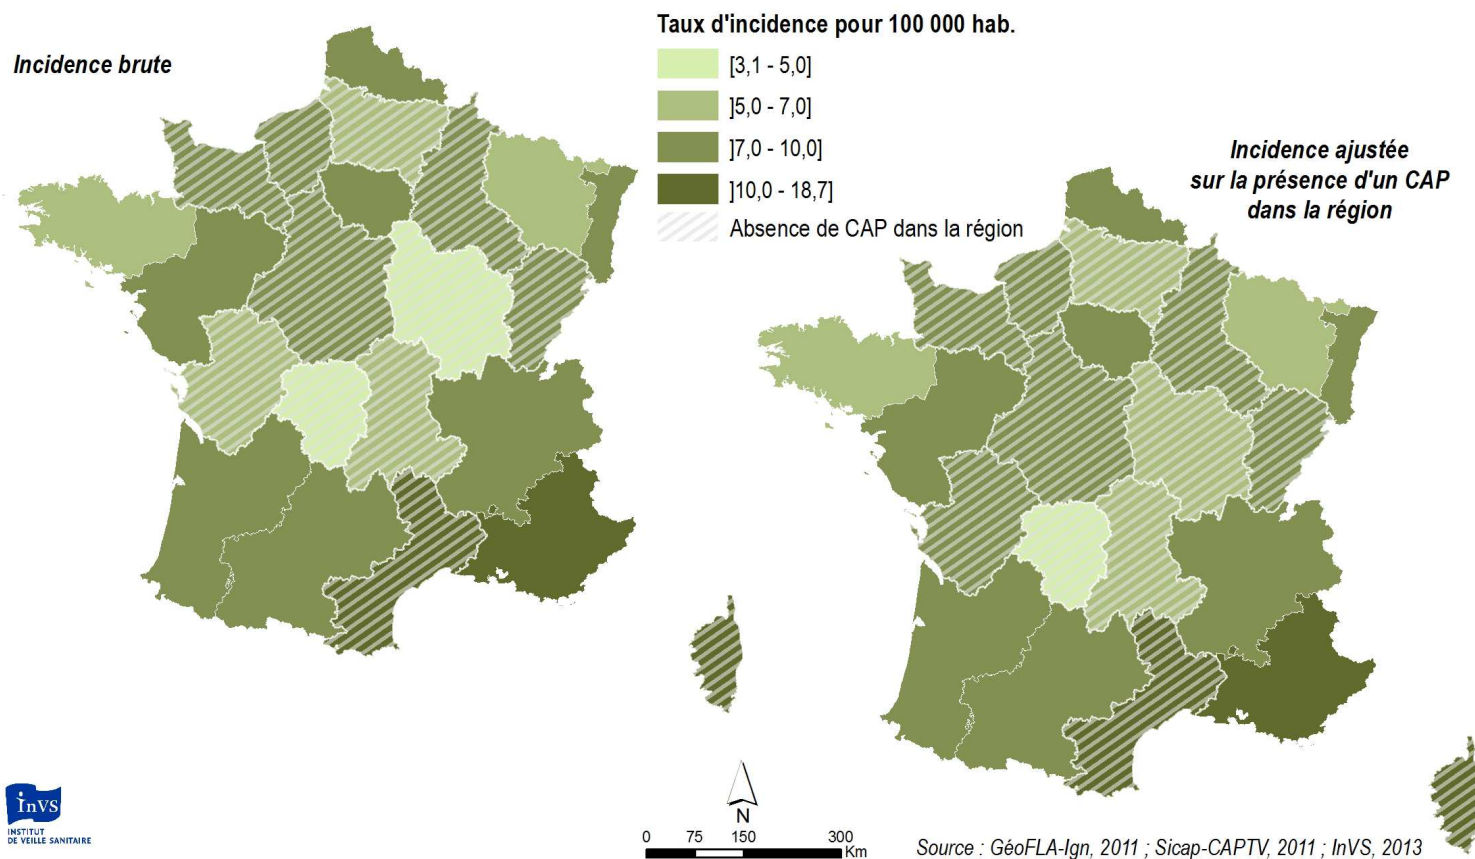 Incidence brute
Taux d'incidence pour 100 000 hab.
[3,1 - 5,0]
]5,0 - 7,0]
]7,0 - 10,0]
]10,0 - 18,7]
Absence de CAP dans la région
Incidence ajustée
sur la présence d'un CAP
dans la région
InVS
INSTITUT
DE VEILLE SANITAIRE
N
0 75 150 300
Km
Source : GéoFLA-Ign, 2011 ; Sicap-CAPTV, 2011 ; InVS, 2013